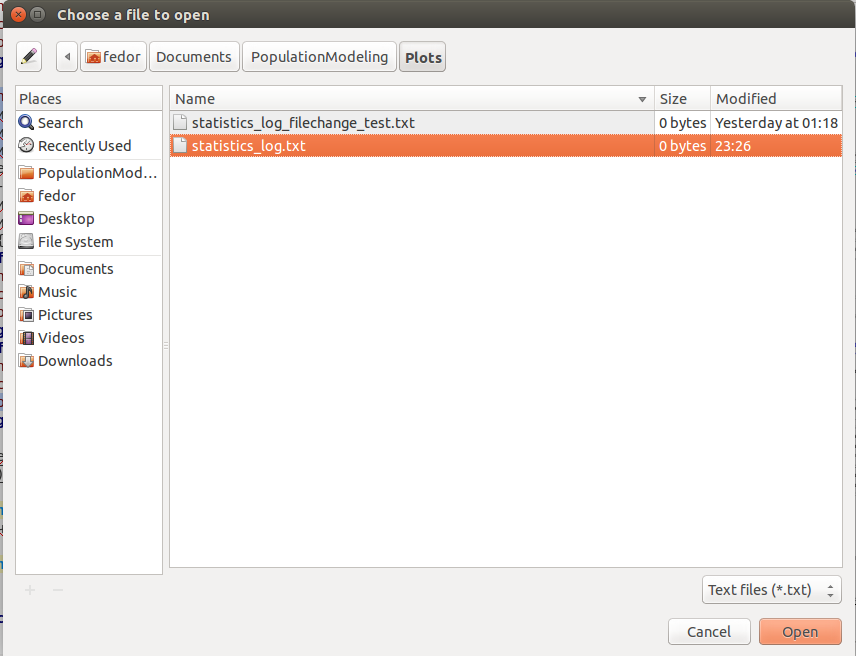 Choose a file to open
fedor Documents PopulationModeling Plots
Places
Search
Recently Used
PopulationMod...
fedor
Desktop
File System
Documents
Music
Pictures
Videos
Downloads
Name Size Modified
statistics_log_filechange_test.txt 0 bytes Yesterday at 01:18
statistics_log.txt 0 bytes 23:26
Text files (*.txt)
Cancel Open